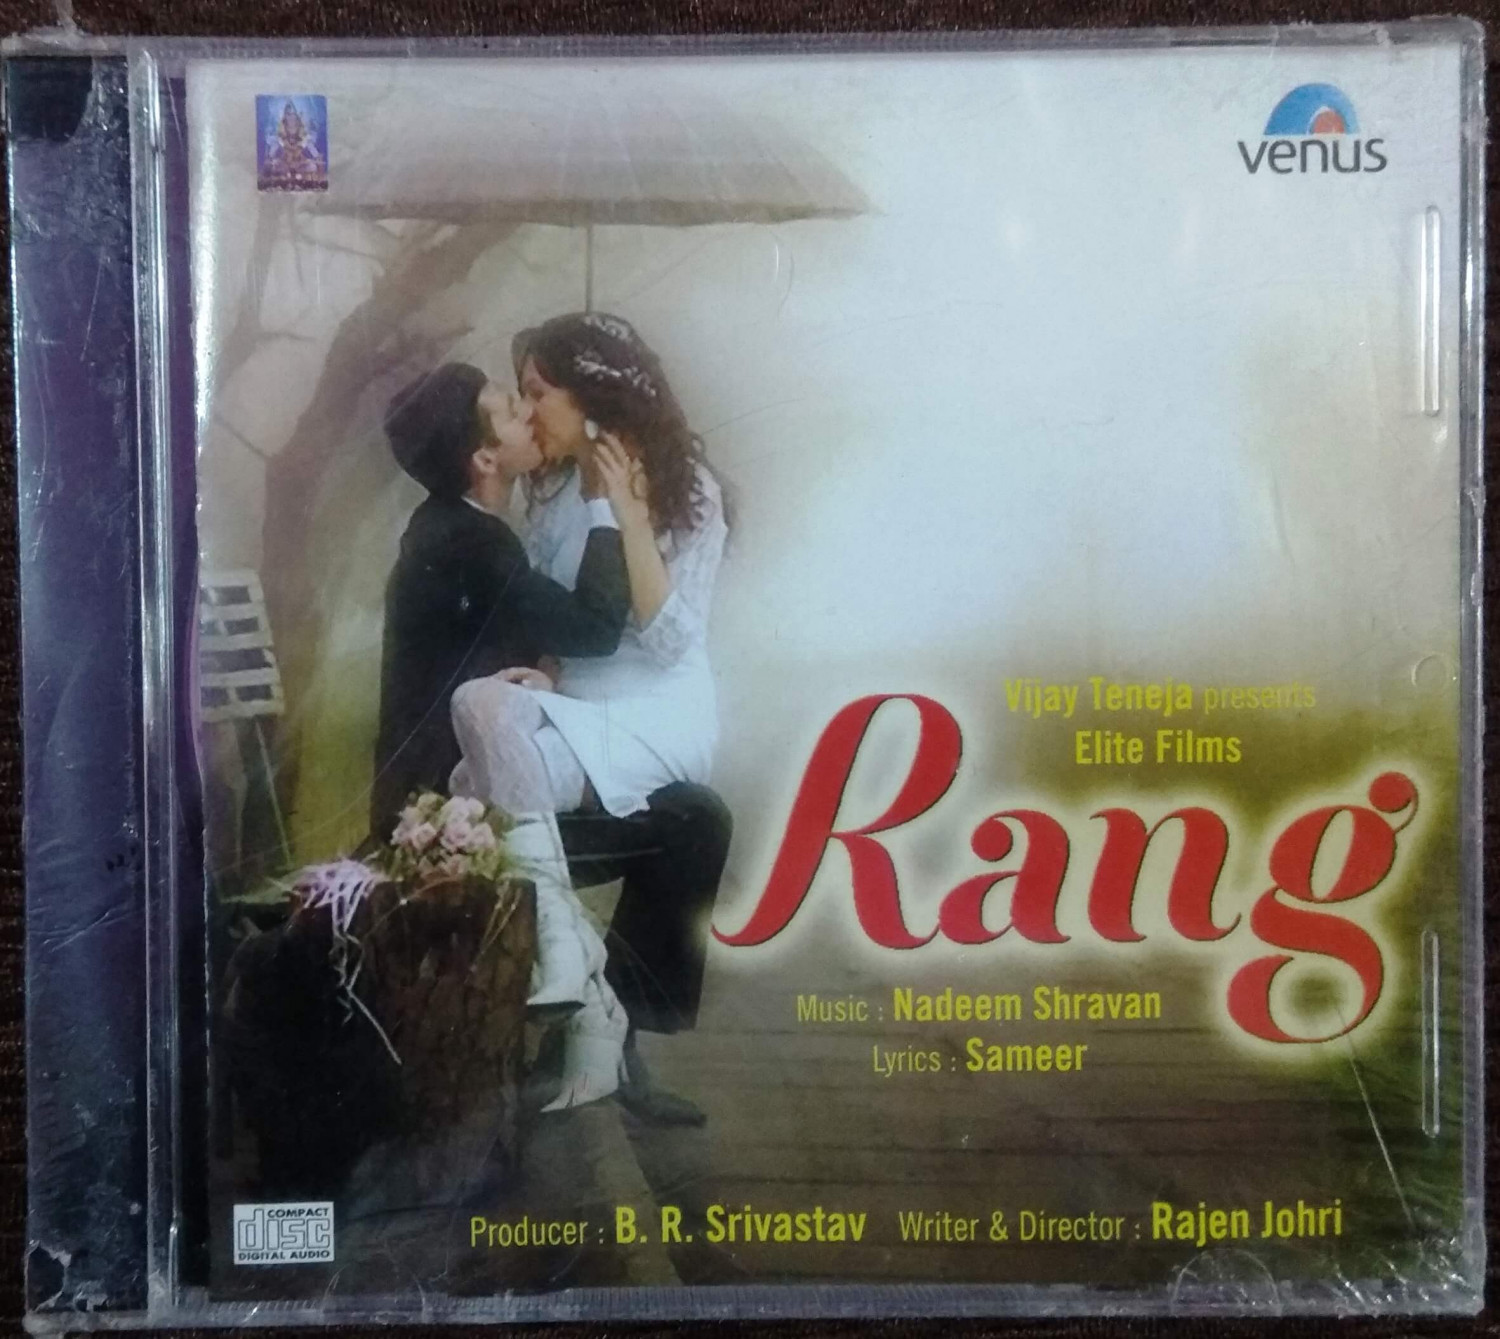 venus
Vijay Teneja presents
Elite Films
Rang
Music : Nadeem Shravan
Lyrics : Sameer
COMPACT
disc
DIGITAL AUDIO
Producer : B. R. Srivastav Writer & Director : Rajen Johri